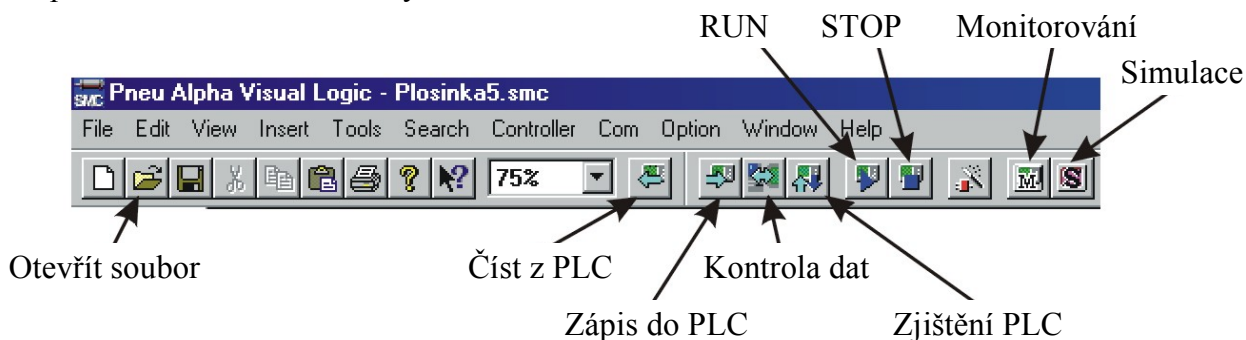 RUN STOP Monitorování
Simulace
SMC Pneu Alpha Visual Logic - Plosinka5.smc
File Edit View Insert Tools Search Controller Com Option Window Help
75% M S
Otevřít soubor Číst z PLC Kontrola dat
Zápis do PLC Zjištění PLC